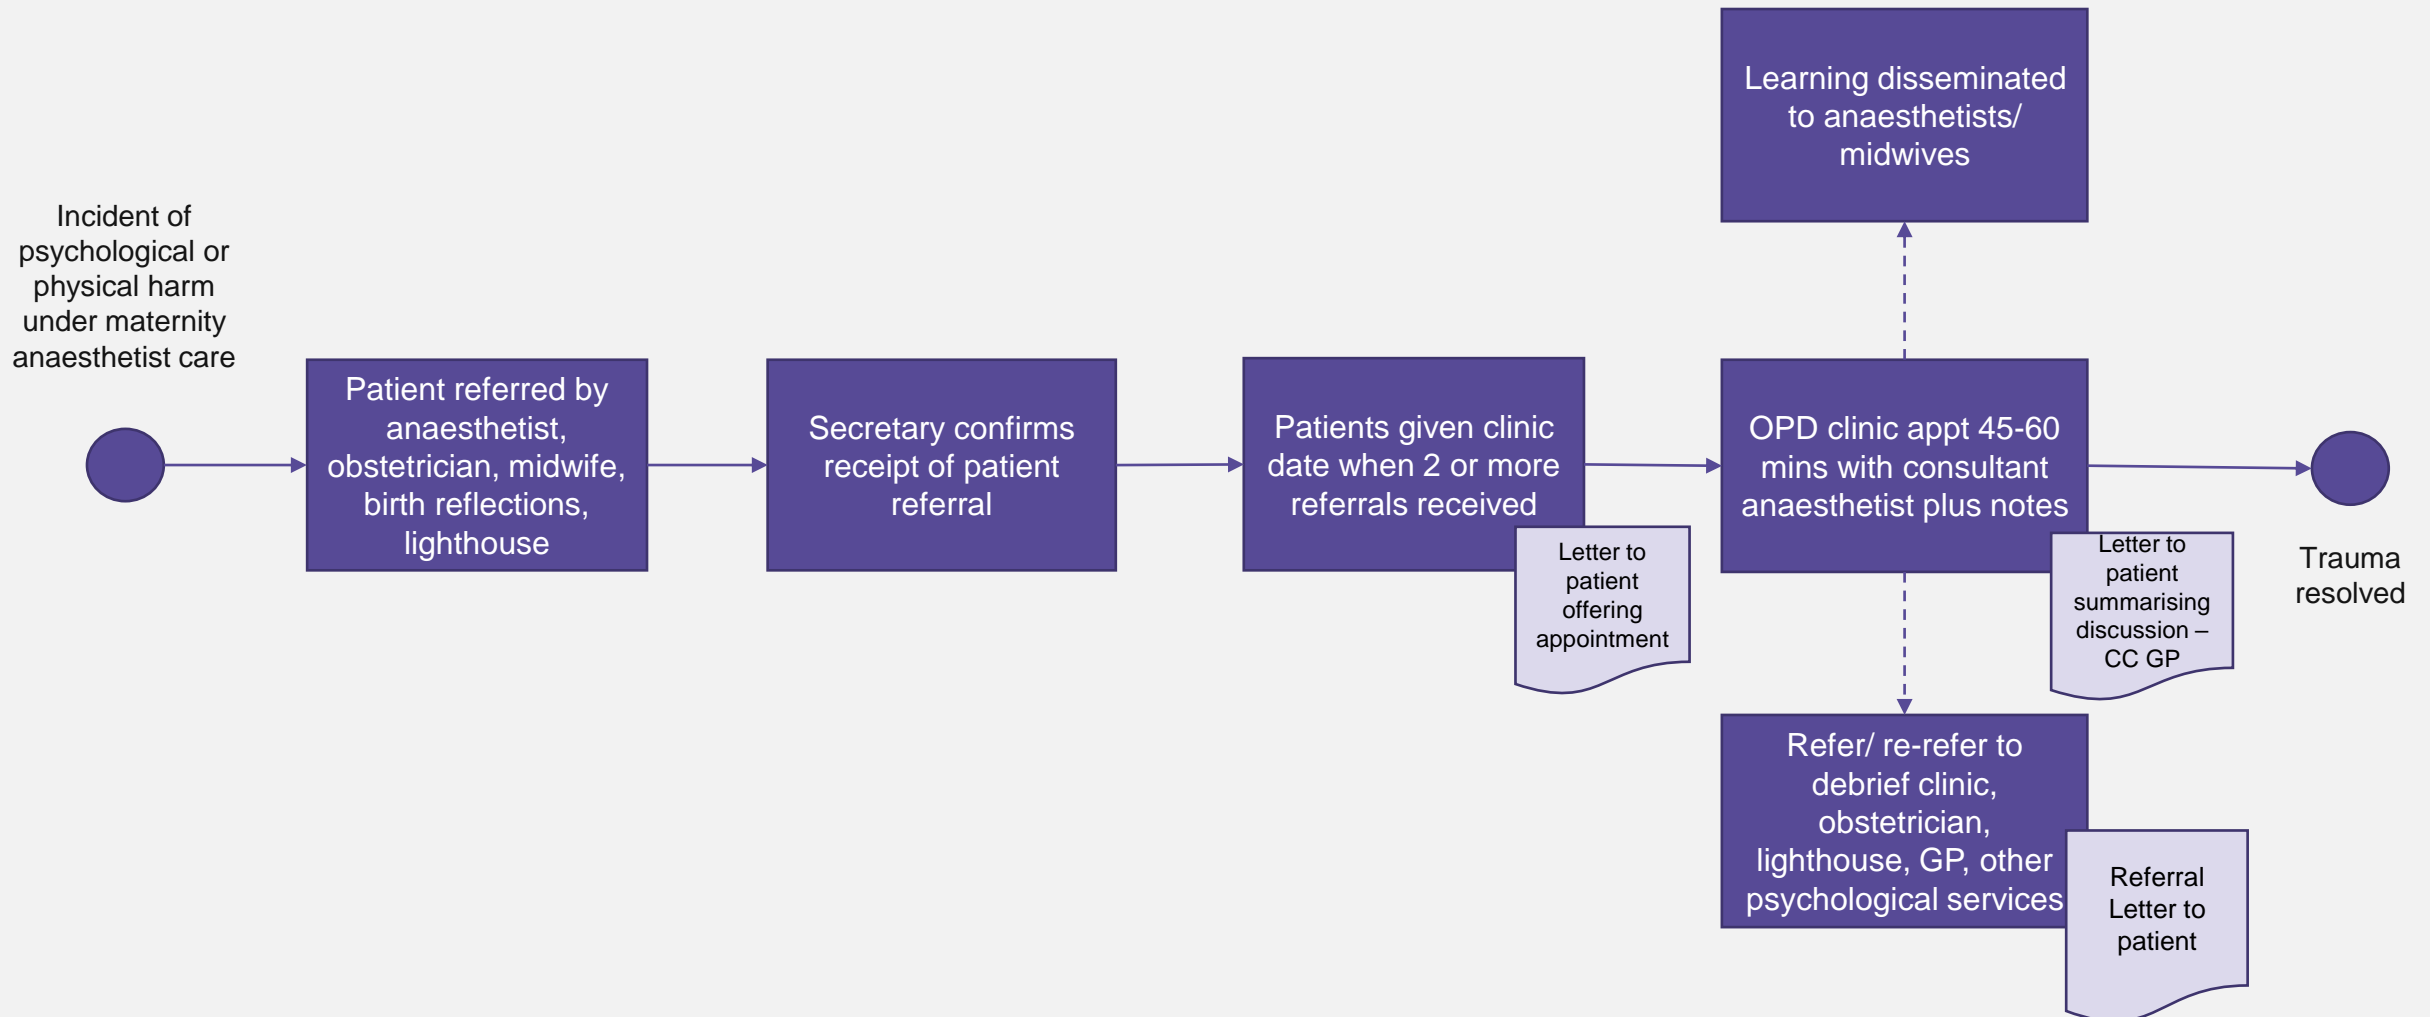 Incident of
psychological or
physical harm
under maternity
anaesthetist care
Patient referred by
anaesthetist,
obstetrician, midwife,
birth reflections,
lighthouse
Secretary confirms
receipt of patient
referral
Patients given clinic
date when 2 or more
referrals received
Letter to
patient
offering
appointment
Learning disseminated
to anaesthetists/
midwives
OPD clinic appt 45-60
mins with consultant
anaesthetist plus notes
Letter to
patient
summarising
discussion –
CC GP
Refer/ re-refer to
debrief clinic,
obstetrician,
lighthouse, GP, other
psychological services
Referral
Letter to
patient
Trauma
resolved